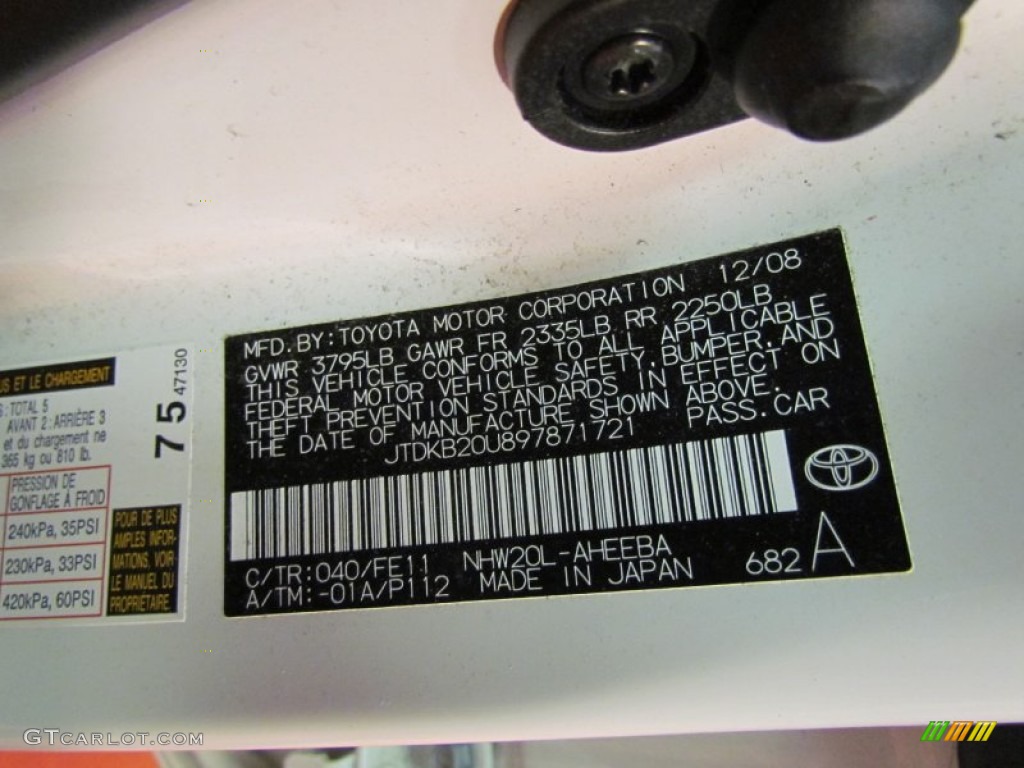 MFD.BY:TOYOTA MOTOR CORPORATION 12/08
GVWR 3795LB GAWR FR 2335LB RR 2250LB
THIS VEHICLE CONFORMS TO ALL APPLICABLE
FEDERAL MOTOR VEHICLE SAFETY,BUMPER,AND
THEFT PREVENTION STANDARDS IN EFFECT ON
THE DATE OF MANUFACTURE SHOWN ABOVE.
JTDKB20U897871721 PASS.CAR
C/TR:040/FE11 NHW20L-AHEEBA
A/TM:-01A/P112 MADE IN JAPAN 682 A
TOYOTA
ET LE CHARGEMENT
:TOTAL 5
AVANT 2:ARRIÈRE 3
et du chargement ne
365 kg ou 810 lb.
75
47130
PRESSION DE
GONFLAGE À FROID
240kPa, 35PSI
230kPa, 33PSI
420kPa, 60PSI
POUR DE PLUS
AMPLES INFOR-
MATIONS, VOIR
LE MANUEL DU
PROPRIÉTAIRE
GTCARLOT.COM